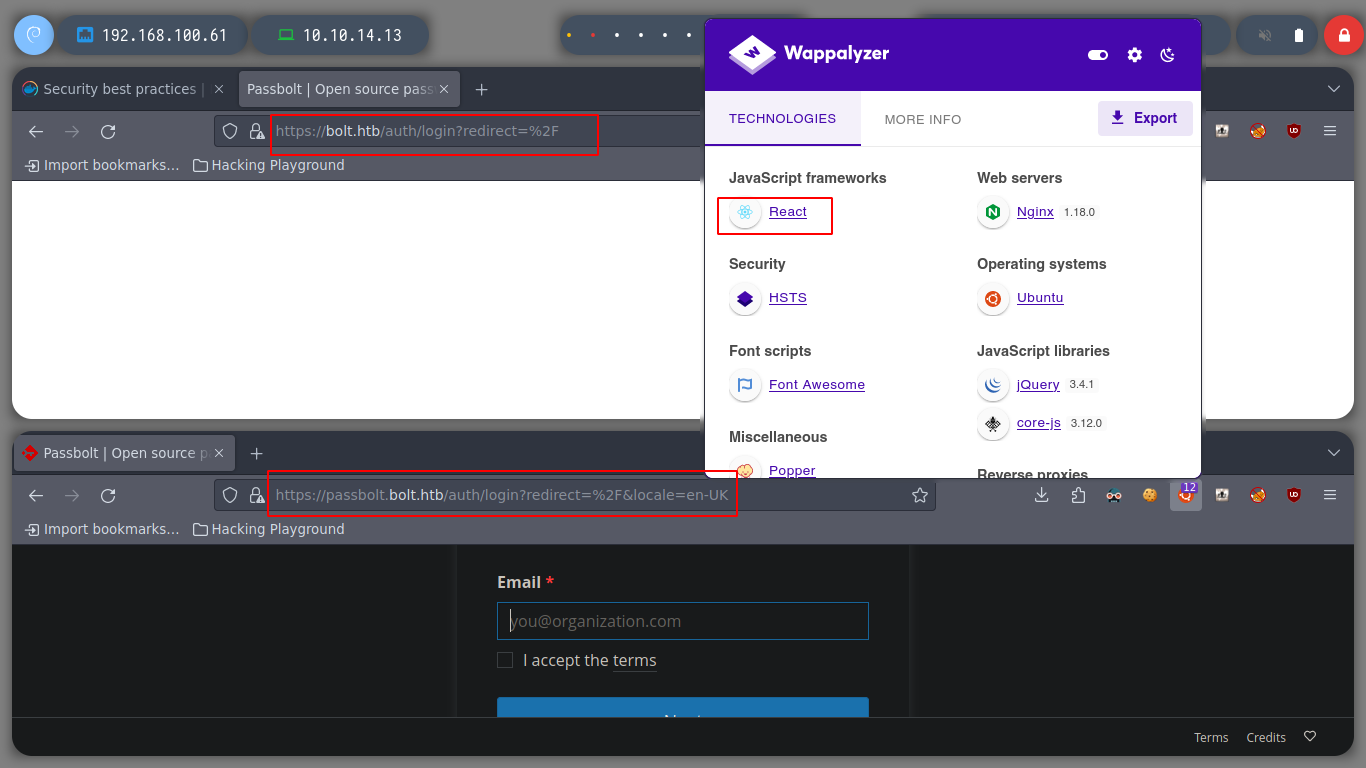 192.168.100.61
10.10.14.13
Security best practices |
Passbolt | Open source pass
https://bolt.htb/auth/login?redirect=%2F
Import bookmarks...
Hacking Playground
Wappalyzer
TECHNOLOGIES
MORE INFO
Export
JavaScript frameworks
React
Security
HSTS
Font scripts
Font Awesome
Miscellaneous
Popper
Web servers
Nginx 1.18.0
Operating systems
Ubuntu
JavaScript libraries
jQuery 3.4.1
core-js 3.12.0
Reverse proxies
Passbolt | Open source p
https://passbolt.bolt.htb/auth/login?redirect=%2F&locale=en-UK
12
Import bookmarks...
Hacking Playground
Email *
you@organization.com
I accept the terms
Terms
Credits